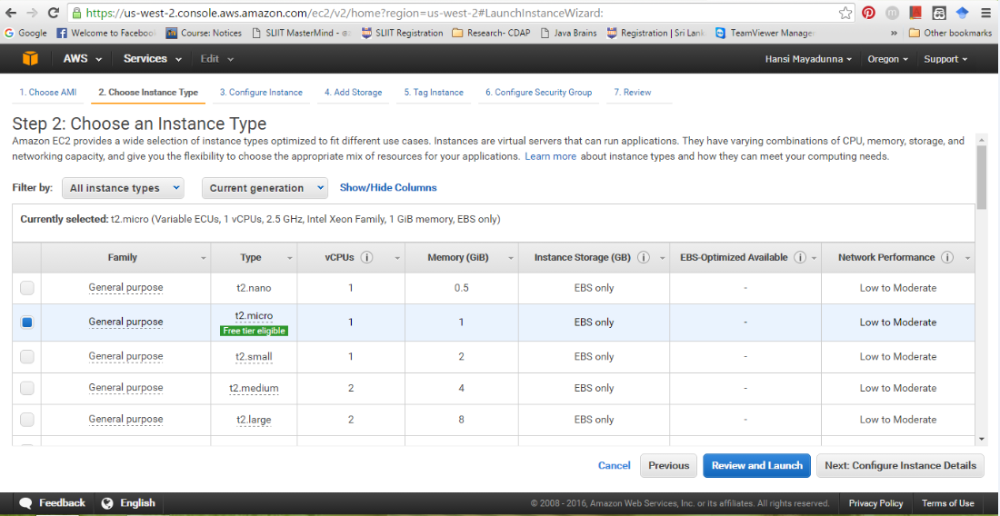 https://us-west-2.console.aws.amazon.com/ec2/v2/home?region=us-west-2#LaunchInstanceWizard:
Google Welcome to Facebook Course: Notices SLIIT MasterMind - SLIIT Registration Research- CDAP Java Brains Registration | Sri Lank TeamViewer Manage » Other bookmarks
AWS Services Edit Hansi Mayadunna Oregon Support
1. Choose AMI 2. Choose Instance Type 3. Configure Instance 4. Add Storage 5. Tag Instance 6. Configure Security Group 7. Review
Step 2: Choose an Instance Type
Amazon EC2 provides a wide selection of instance types optimized to fit different use cases. Instances are virtual servers that can run applications. They have varying combinations of CPU, memory, storage, and
networking capacity, and give you the flexibility to choose the appropriate mix of resources for your applications. Learn more about instance types and how they can meet your computing needs.
Filter by: All instance types Current generation Show/Hide Columns
Currently selected: t2.micro (Variable ECUs, 1 vCPUs, 2.5 GHz, Intel Xeon Family, 1 GiB memory, EBS only)
Family Type vCPUs i Memory (GiB) Instance Storage (GB) i EBS-Optimized Available i Network Performance i
General purpose t2.nano 1 0.5 EBS only - Low to Moderate
General purpose t2.micro 1 1 EBS only - Low to Moderate
Free tier eligible
General purpose t2.small 1 2 EBS only - Low to Moderate
General purpose t2.medium 2 4 EBS only - Low to Moderate
General purpose t2.large 2 8 EBS only - Low to Moderate
Cancel Previous Review and Launch Next: Configure Instance Details
Feedback English © 2008 - 2016, Amazon Web Services, Inc. or its affiliates. All rights reserved. Privacy Policy Terms of Use